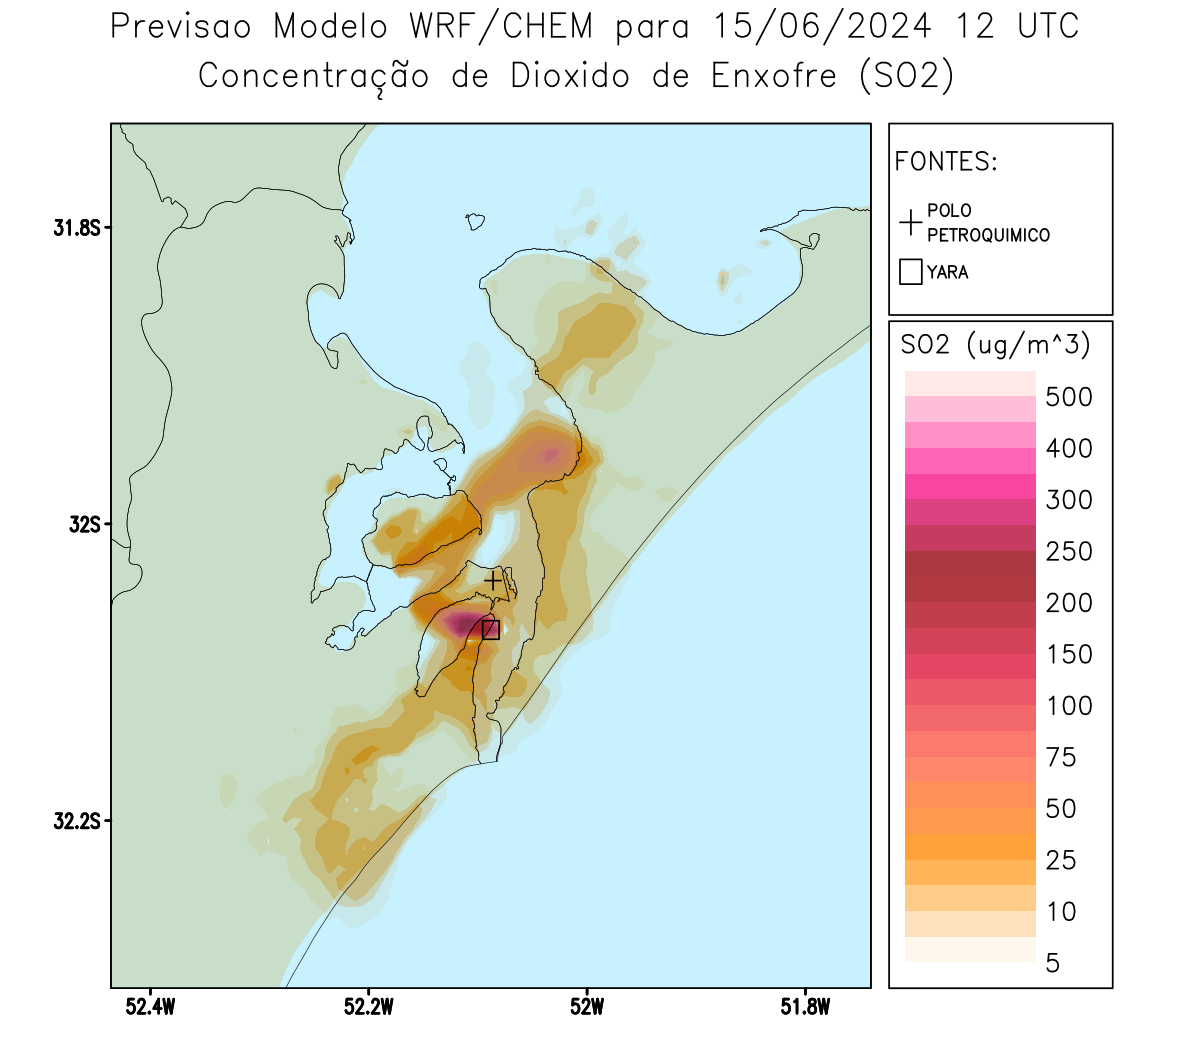 Previsao Modelo WRF/CHEM para 15/06/2024 12 UTC
Concentração de Dioxido de Enxofre (SO2)
FONTES:
POLO
PETROQUIMICO
YARA
SO2 (ug/m^3)
500
400
300
250
200
150
100
75
50
25
10
5
31.8S
32S
32.2S
52.4W
52.2W
52W
51.8W